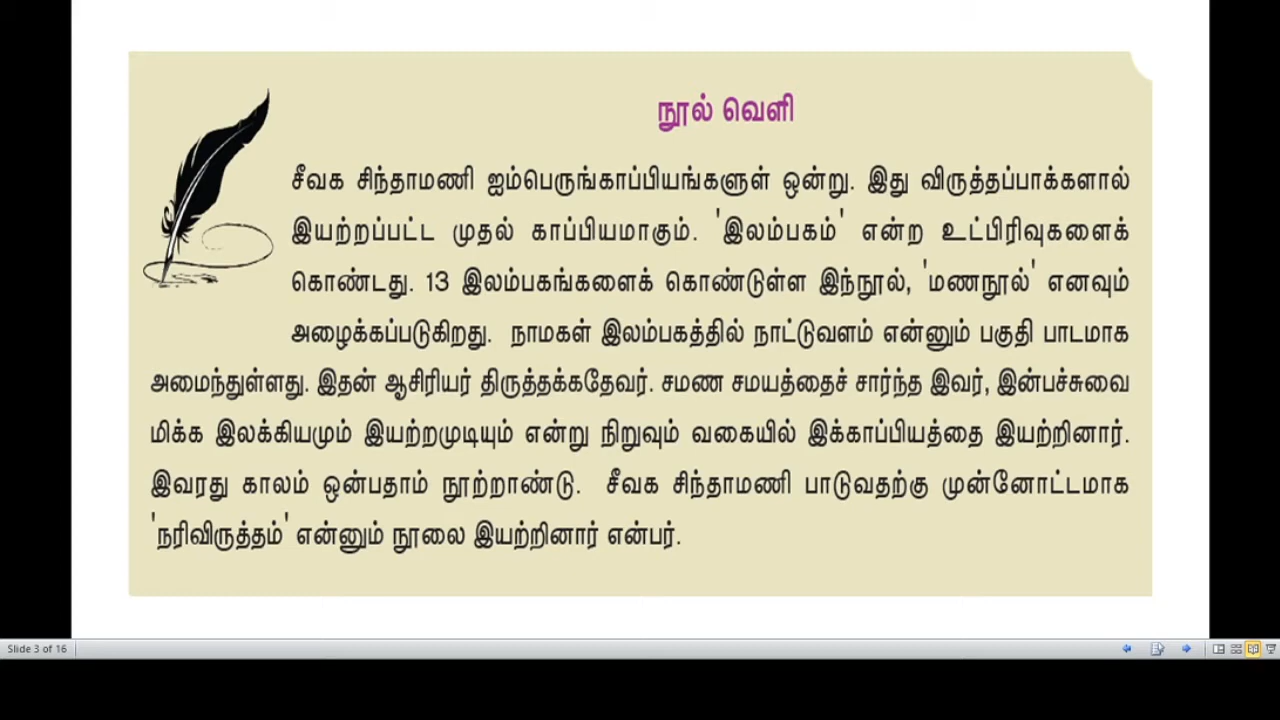 நூல் வெளி
சீவக சிந்தாமணி ஐம்பெருங்காப்பியங்களுள் ஒன்று. இது விருத்தப்பாக்களால்
இயற்றப்பட்ட முதல் காப்பியமாகும். 'இலம்பகம்' என்ற உட்பிரிவுகளைக்
கொண்டது. 13 இலம்பகங்களைக் கொண்டுள்ள இந்நூல், 'மணநூல்' எனவும்
அழைக்கப்படுகிறது. நாமகள் இலம்பகத்தில் நாட்டுவளம் என்னும் பகுதி பாடமாக
அமைந்துள்ளது. இதன் ஆசிரியர் திருத்தக்கதேவர். சமண சமயத்தைச் சார்ந்த இவர், இன்பச்சுவை
மிக்க இலக்கியமும் இயற்றமுடியும் என்று நிறுவும் வகையில் இக்காப்பியத்தை இயற்றினார்.
இவரது காலம் ஒன்பதாம் நூற்றாண்டு. சீவக சிந்தாமணி பாடுவதற்கு முன்னோட்டமாக
'நரிவிருத்தம்' என்னும் நூலை இயற்றினார் என்பர்.
Slide 3 of 16